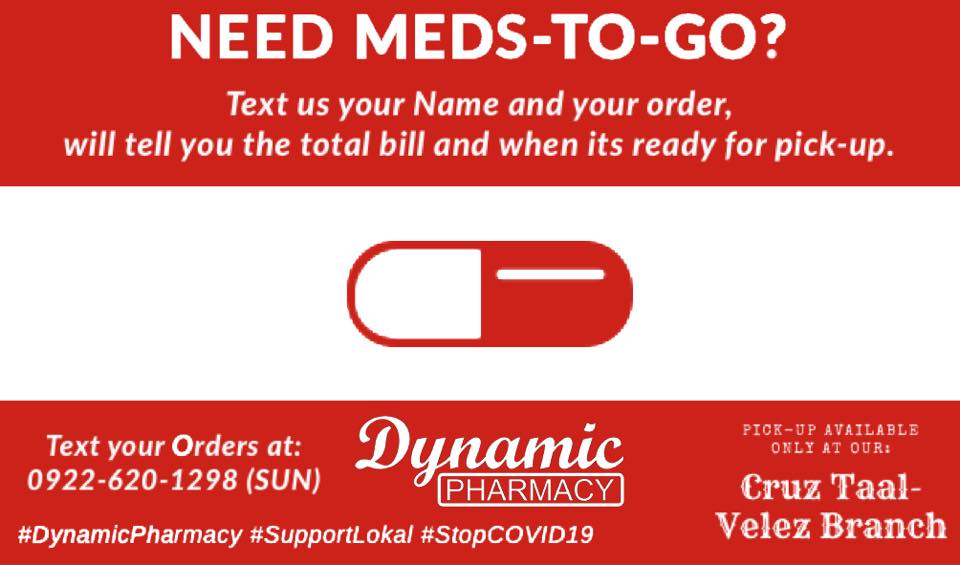 NEED MEDS-TO-GO?
Text us your Name and your order,
will tell you the total bill and when its ready for pick-up.
Text your Orders at:
0922-620-1298 (SUN)
Dynamic
PHARMACY
#DynamicPharmacy #SupportLokal #StopCOVID19
PICK-UP AVAILABLE
ONLY AT OUR:
Cruz Taal-
Velez Branch